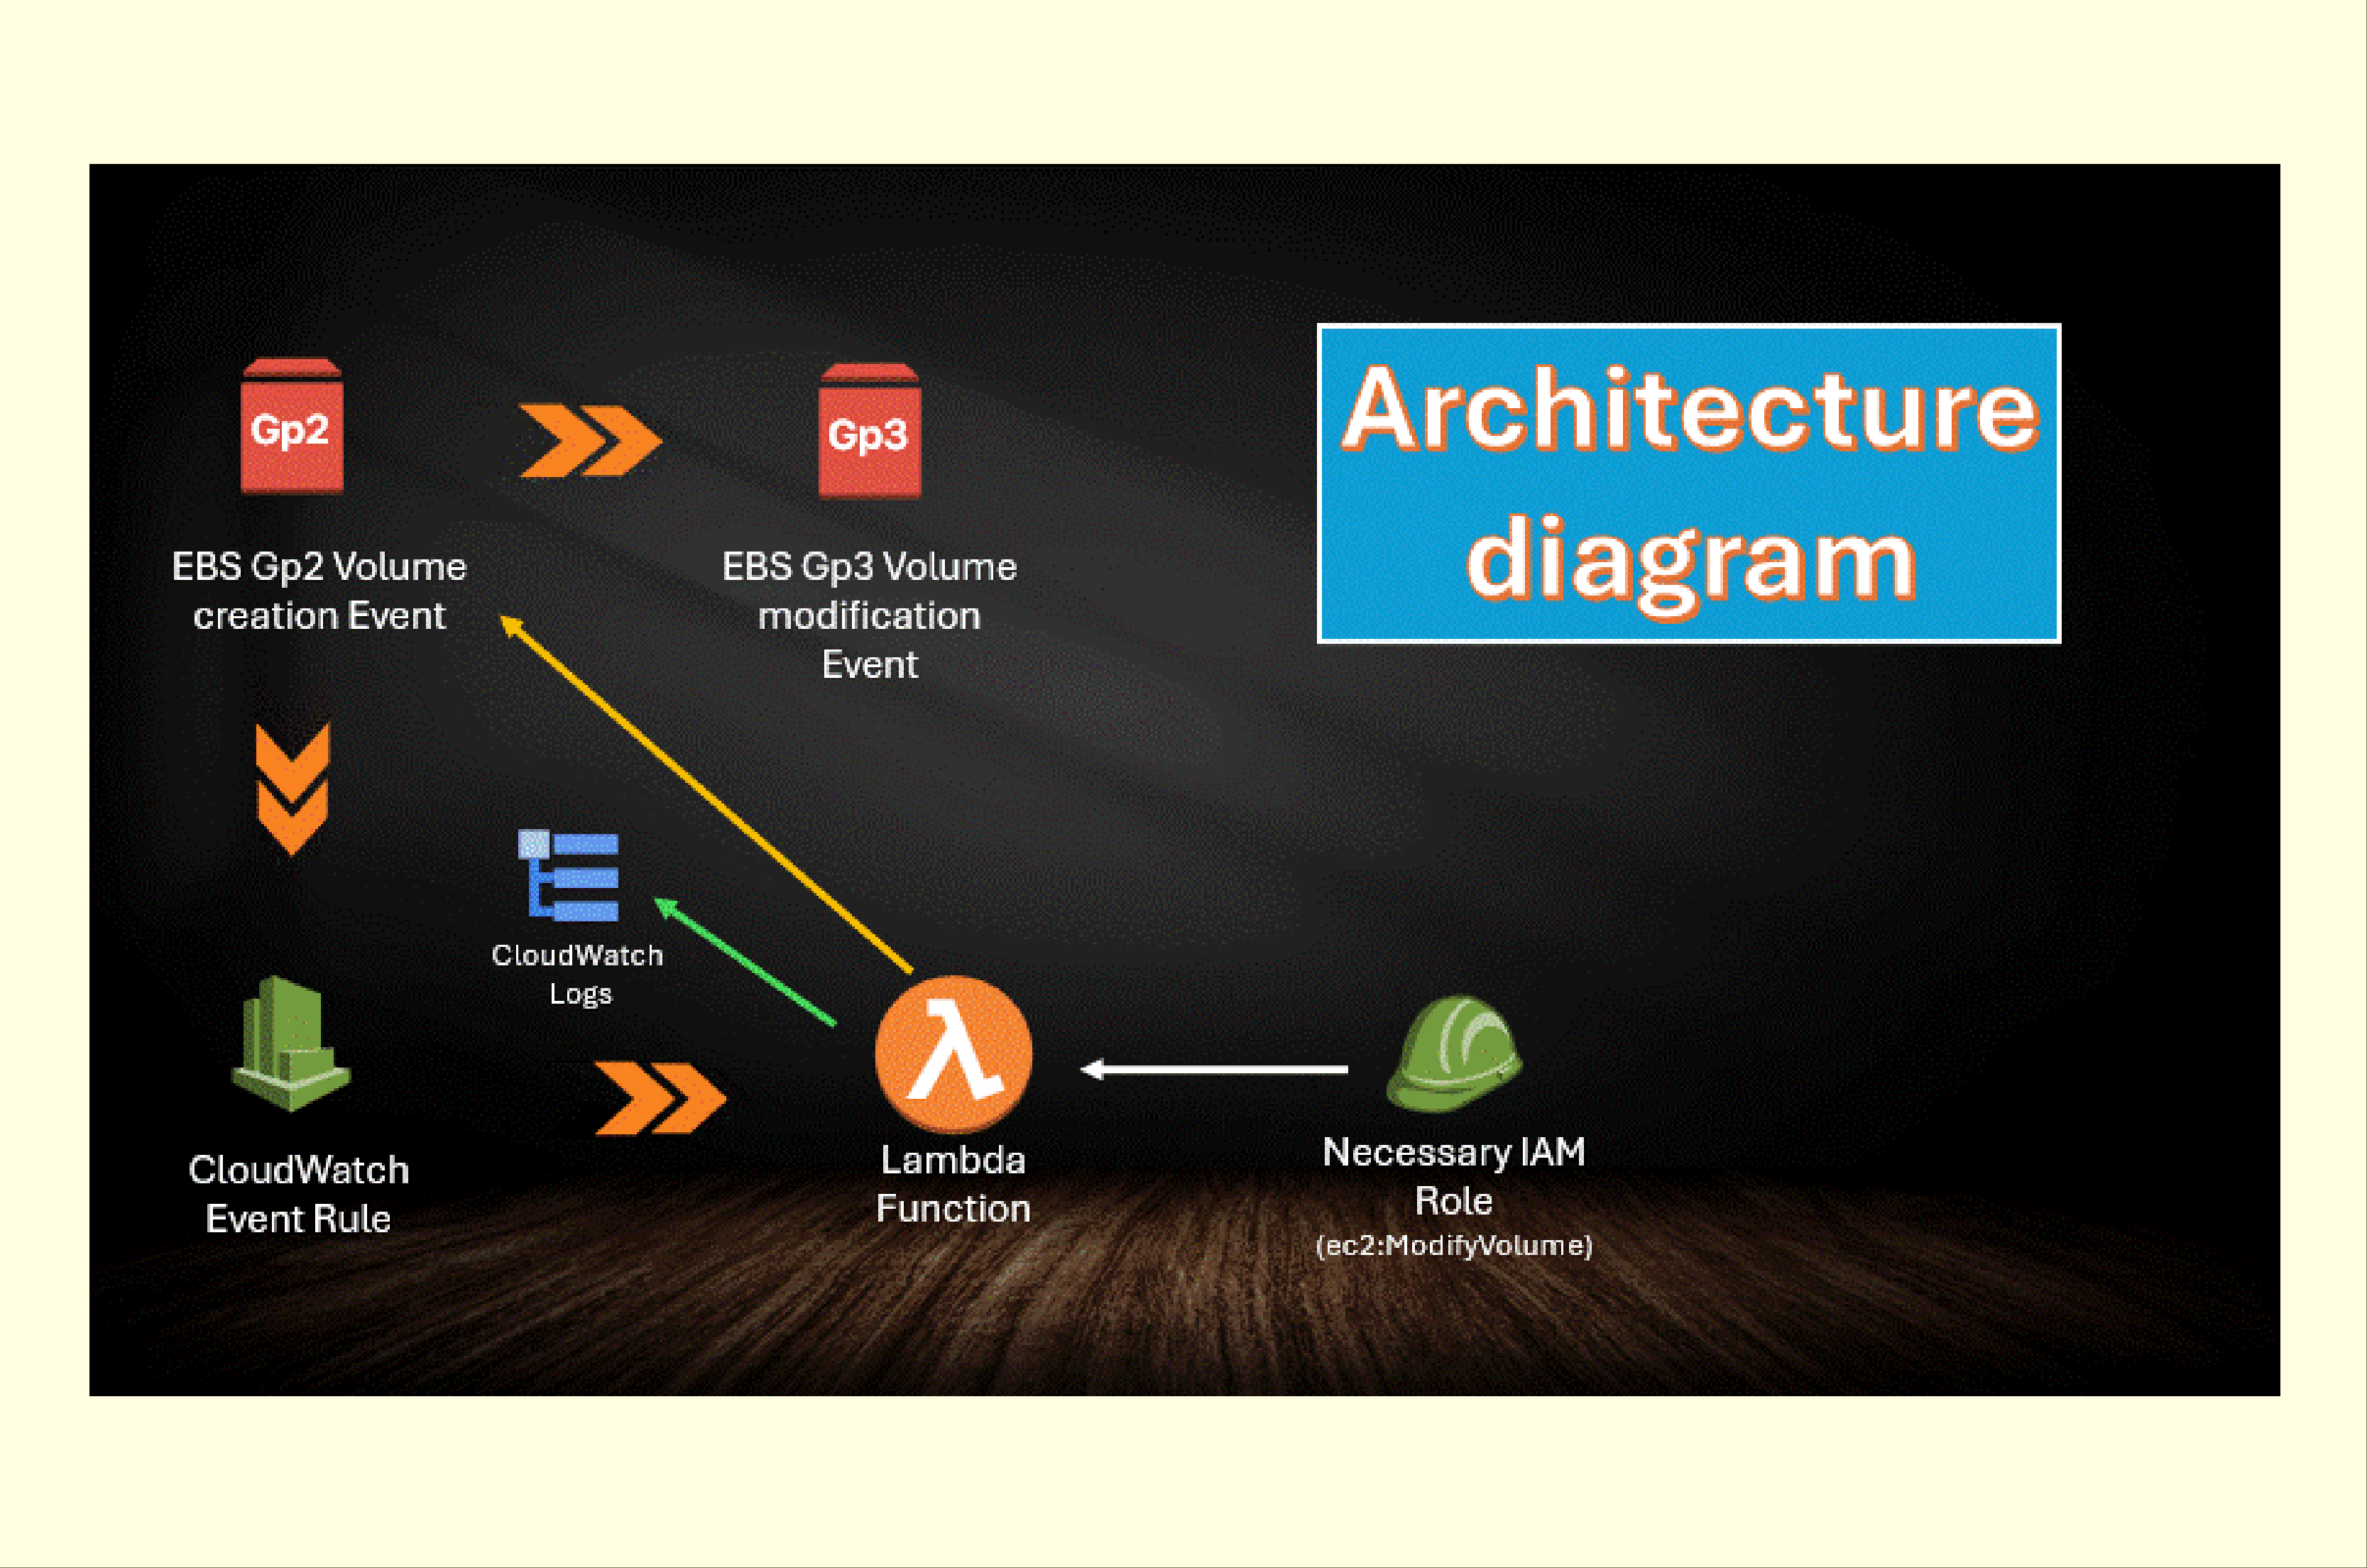 Architecture
diagram
Gp2
Gp3
EBS Gp2 Volume
creation Event
EBS Gp3 Volume
modification
Event
CloudWatch
Logs
CloudWatch
Event Rule
Lambda
Function
Necessary IAM
Role
(ec2:ModifyVolume)